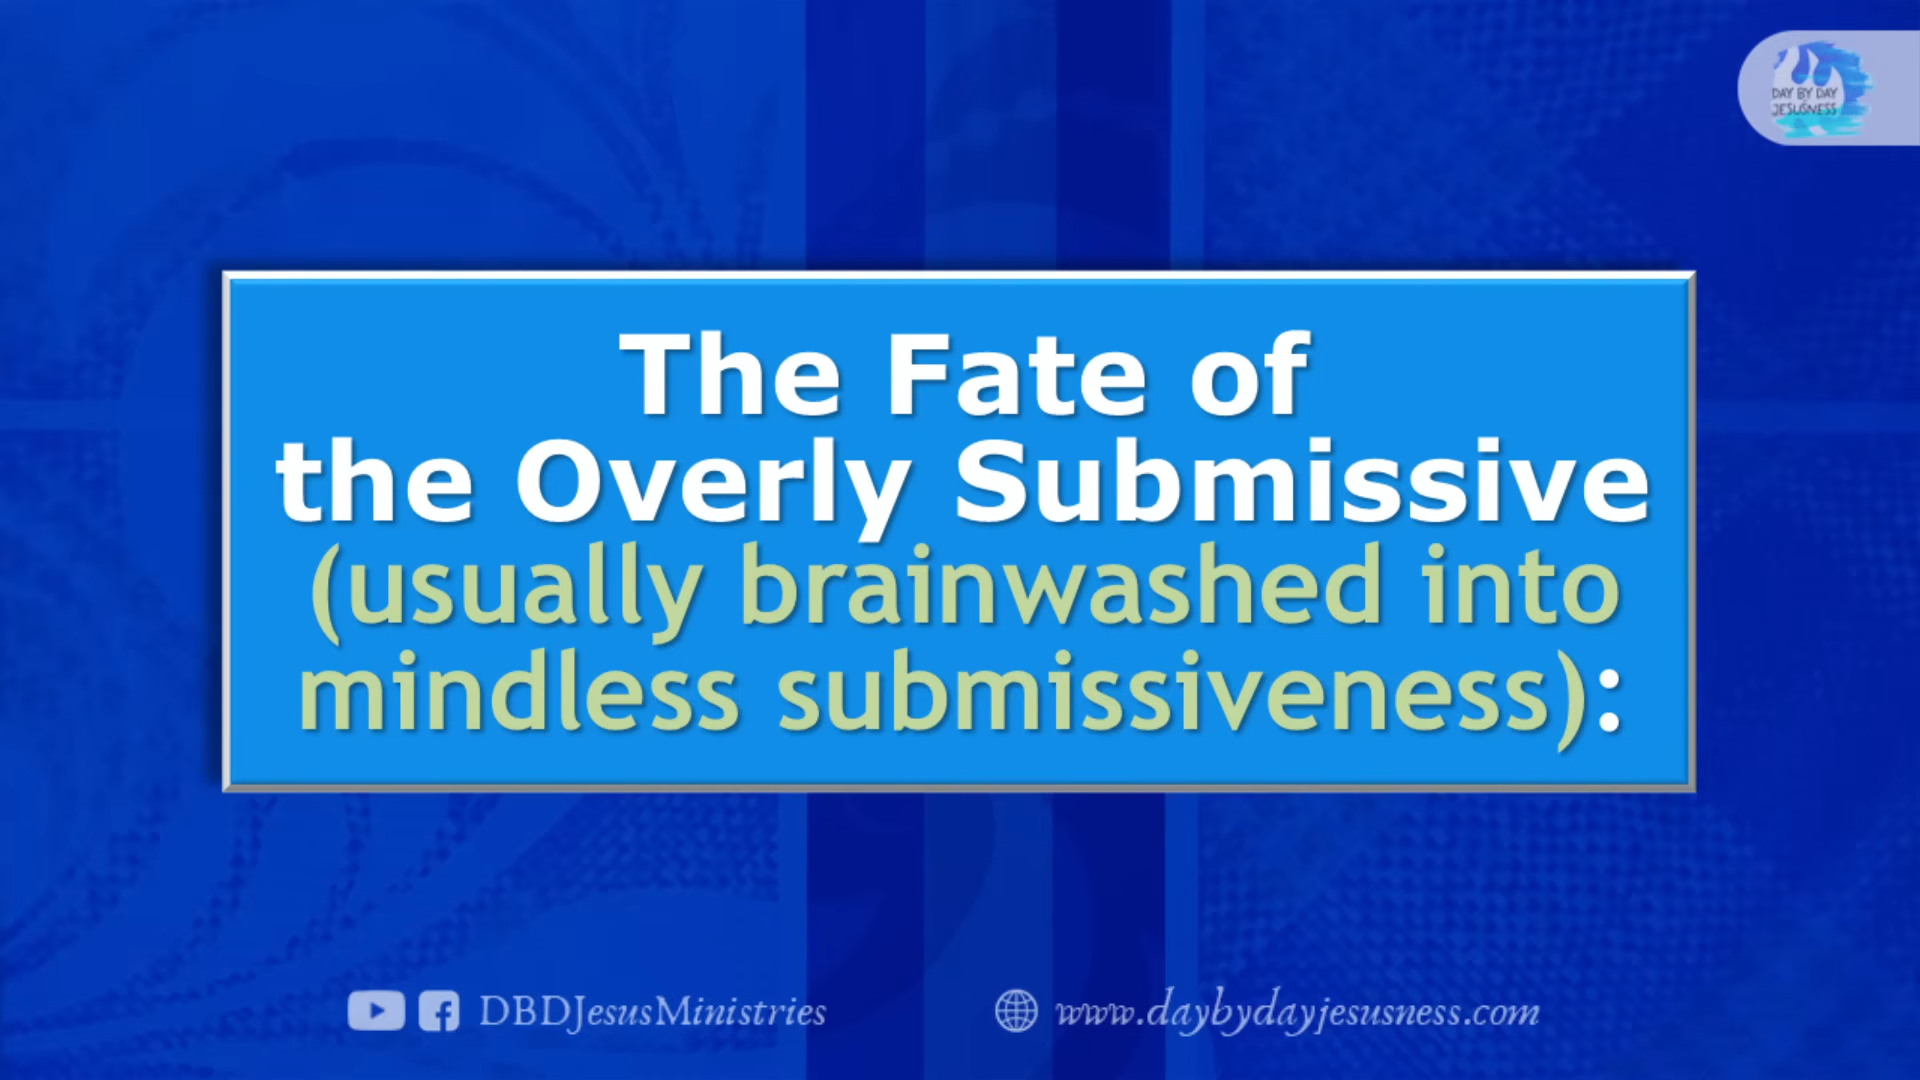 DAY BY DAY
JESUSNESS
The Fate of
the Overly Submissive
(usually brainwashed into
mindless submissiveness):
DBDJesusMinistries
www.daybydayjesusness.com